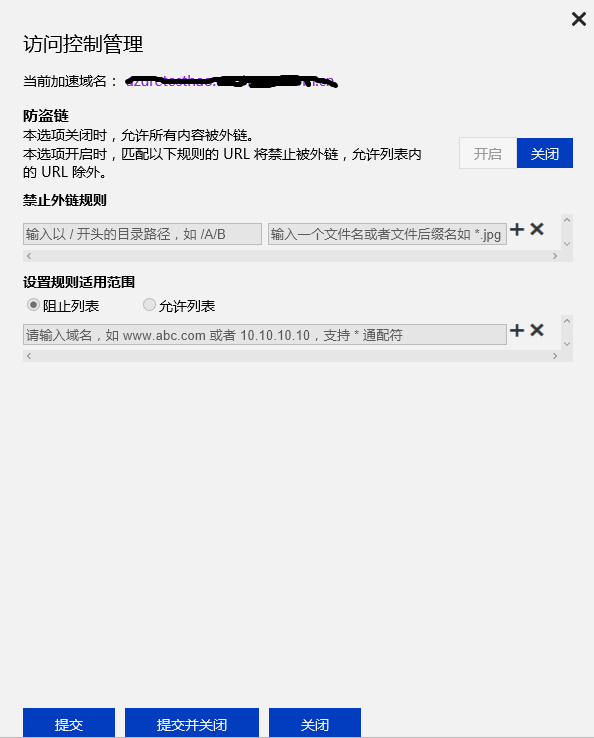 访问控制管理
当前加速域名：
防盗链
本选项关闭时，允许所有内容被外链。
本选项开启时，匹配以下规则的 URL 将禁止被外链，允许列表内
的 URL 除外。
开启 关闭
禁止外链规则
输入以 / 开头的目录路径，如 /A/B 输入一个文件名或者文件后缀名如 *.jpg
设置规则适用范围
阻止列表 允许列表
请输入域名，如 www.abc.com 或者 10.10.10.10，支持 * 通配符
提交 提交并关闭 关闭